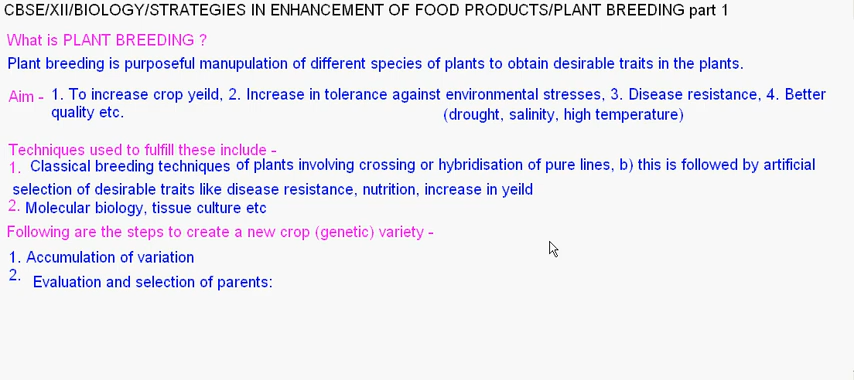 CBSE/XII/BIOLOGY/STRATEGIES IN ENHANCEMENT OF FOOD PRODUCTS/PLANT BREEDING part 1
What is PLANT BREEDING ?
Plant breeding is purposeful manupulation of different species of plants to obtain desirable traits in the plants.
Aim - 1. To increase crop yeild, 2. Increase in tolerance against environmental stresses, 3. Disease resistance, 4. Better
quality etc. (drought, salinity, high temperature)
Techniques used to fulfill these include -
1. Classical breeding techniques of plants involving crossing or hybridisation of pure lines, b) this is followed by artificial
selection of desirable traits like disease resistance, nutrition, increase in yeild
2. Molecular biology, tissue culture etc
Following are the steps to create a new crop (genetic) variety -
1. Accumulation of variation
2. Evaluation and selection of parents: